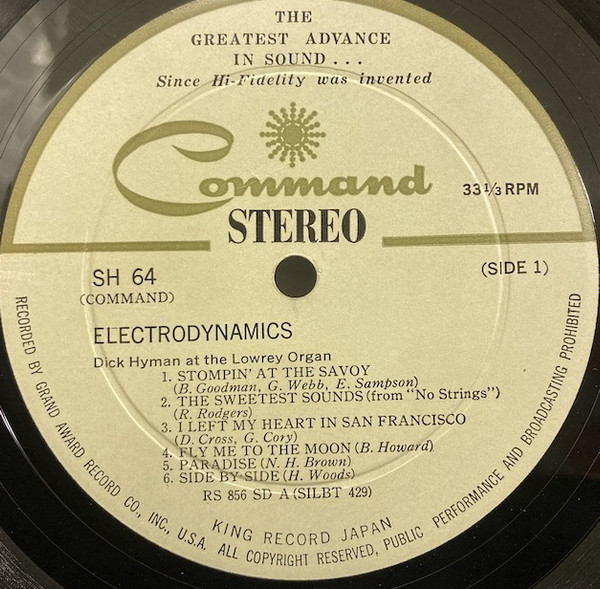 THE
GREATEST ADVANCE
IN SOUND . . .
Since Hi-Fidelity was invented
Command
33 1/3 RPM
STEREO
SH 64
(COMMAND)
(SIDE 1)
ELECTRODYNAMICS
Dick Hyman at the Lowrey Organ
1. STOMPIN' AT THE SAVOY
(B. Goodman, G. Webb, E. Sampson)
2. THE SWEETEST SOUNDS (from "No Strings")
(R. Rodgers)
3. I LEFT MY HEART IN SAN FRANCISCO
(D. Cross, G. Cory)
4. FLY ME TO THE MOON (B. Howard)
5. PARADISE (N. H. Brown)
6. SIDE BY SIDE (H. Woods)
RS 856 SD A (SILBT 429)
KING RECORD JAPAN
RECORDED BY GRAND AWARD RECORD CO., INC., U.S.A. ALL COPYRIGHT RESERVED, PUBLIC PERFORMANCE AND BROADCASTING PROHIBITED